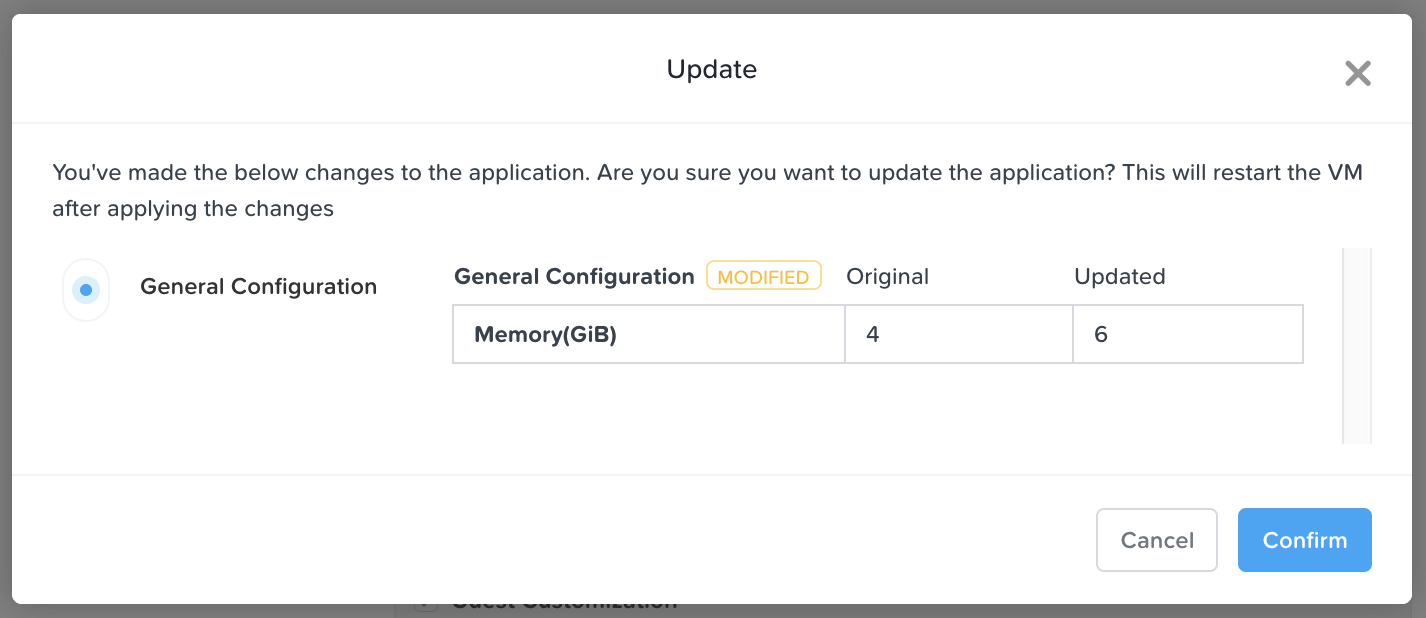 Update
You've made the below changes to the application. Are you sure you want to update the application? This will restart the VM
after applying the changes
General Configuration
General Configuration MODIFIED Original Updated
Memory(GiB) 4 6
Cancel Confirm
Guest Customization